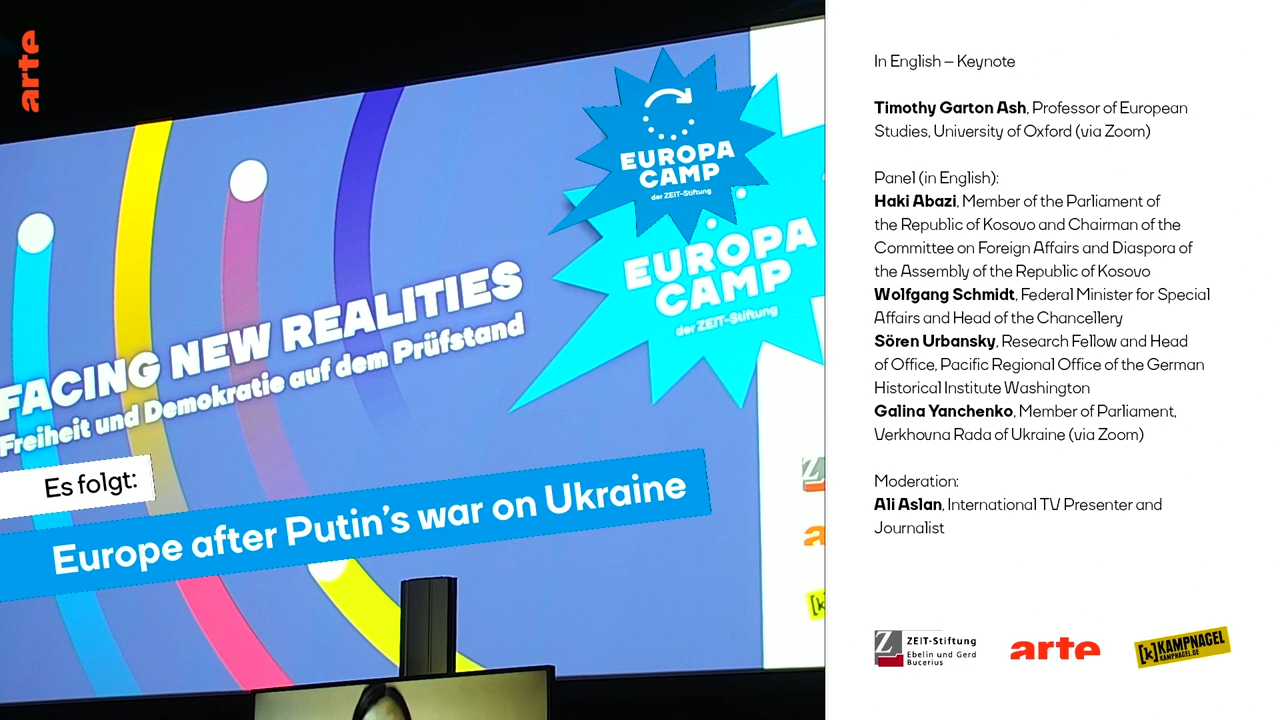 arte
EUROPA
CAMP
der ZEIT-Stiftung
EUROPA
CAMP
der ZEIT-Stiftung
FACING NEW REALITIES
Freiheit und Demokratie auf dem Prüfstand
Es folgt:
Europe after Putin's war on Ukraine
In English – Keynote
Timothy Garton Ash, Professor of European
Studies, University of Oxford (via Zoom)
Panel (in English):
Haki Abazi, Member of the Parliament of
the Republic of Kosovo and Chairman of the
Committee on Foreign Affairs and Diaspora of
the Assembly of the Republic of Kosovo
Wolfgang Schmidt, Federal Minister for Special
Affairs and Head of the Chancellery
Sören Urbansky, Research Fellow and Head
of Office, Pacific Regional Office of the German
Historical Institute Washington
Galina Yanchenko, Member of Parliament,
Verkhovna Rada of Ukraine (via Zoom)
Moderation:
Ali Aslan, International TV Presenter and
Journalist
Z
ZEIT-Stiftung
Ebelin und Gerd
Bucerius
arte
[k] KAMPNAGEL
KAMPNAGEL.DE